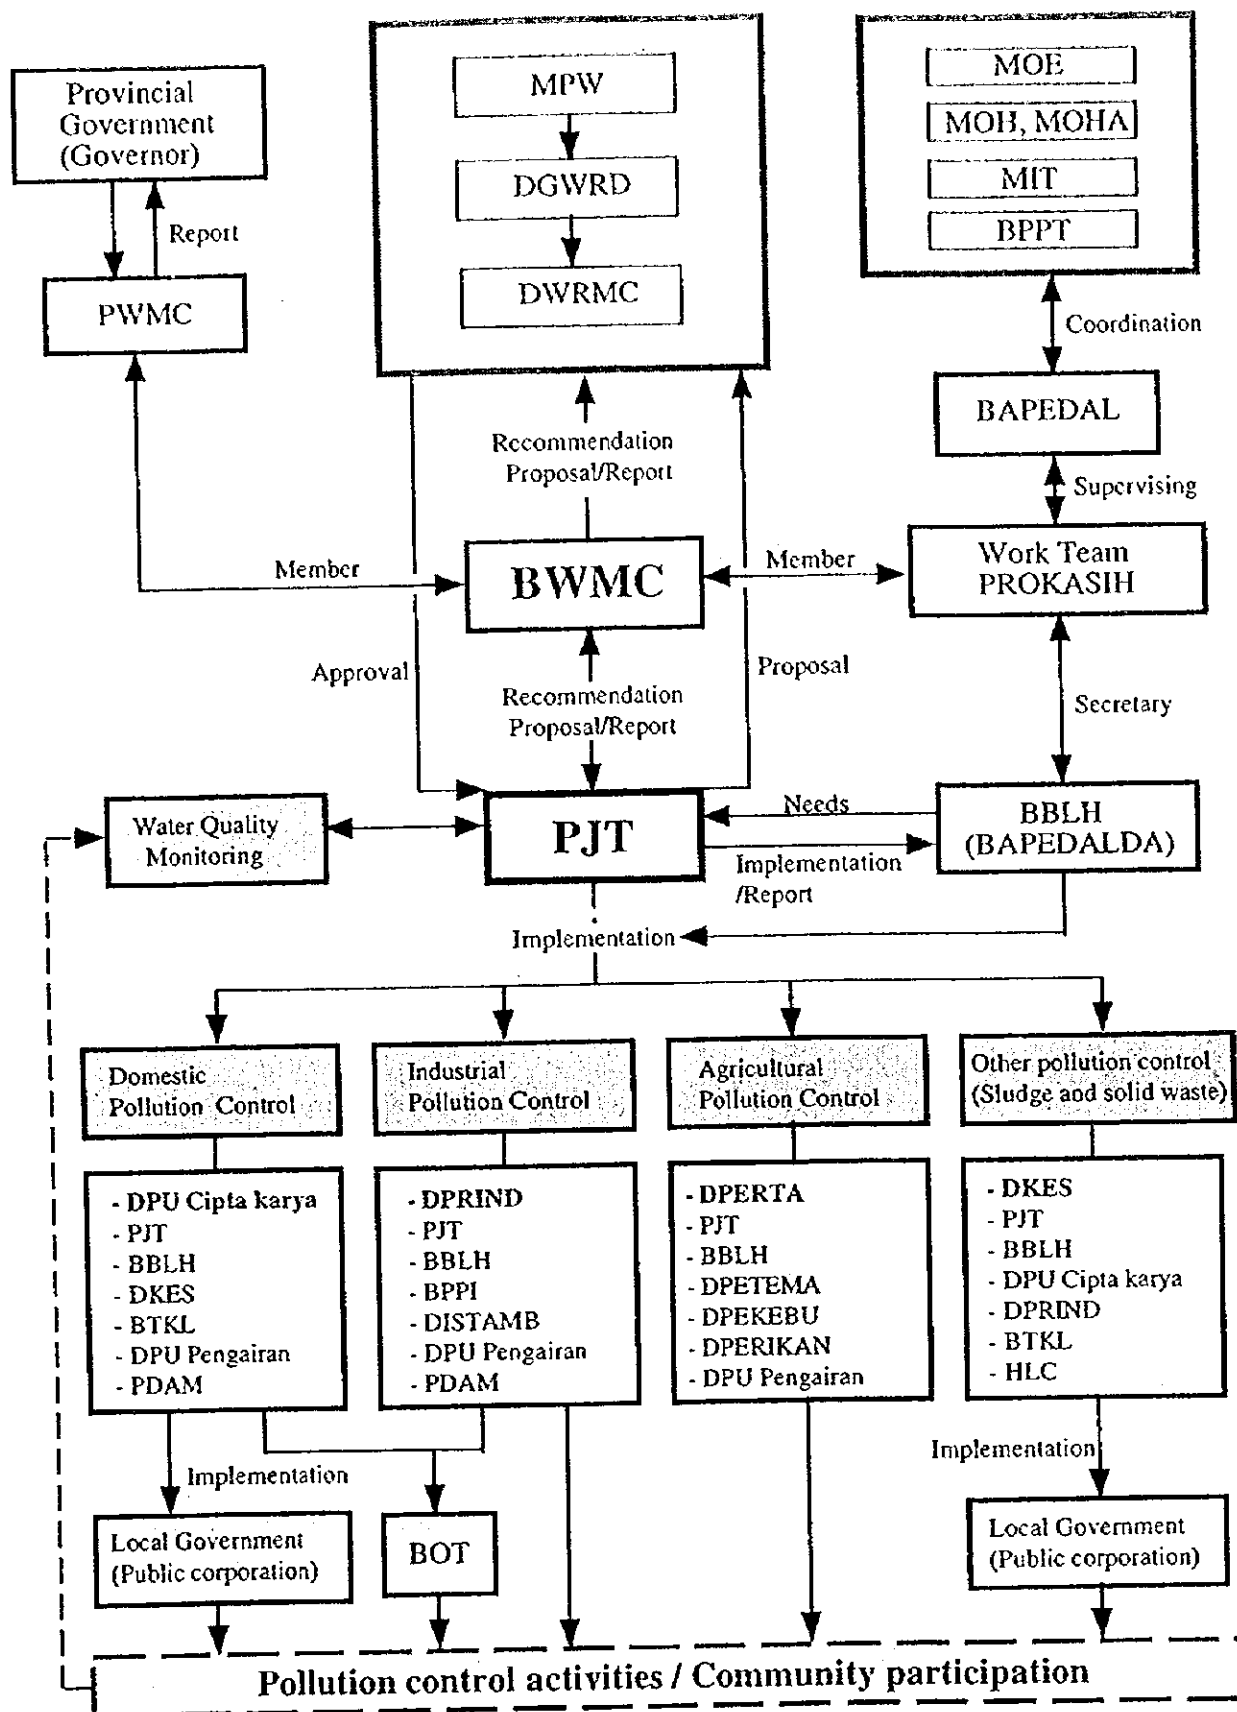 Provincial
Government
(Governor)
Report
PWMC
MPW
DGWRD
DWRMC
MOE
MOH, MOHA
MIT
BPPT
Coordination
BAPEDAL
Supervising
Work Team
PROKASIH
Recommendation
Proposal/Report
Member
BWMC
Member
Approval
Recommendation
Proposal/Report
Proposal
Secretary
Water Quality
Monitoring
PJT
Needs
Implementation
/Report
BBLH
(BAPEDALDA)
Implementation
Domestic
Pollution Control
Industrial
Pollution Control
Agricultural
Pollution Control
Other pollution control
(Sludge and solid waste)
- DPU Cipta karya
- PJT
- BBLH
- DKES
- BTKL
- DPU Pengairan
- PDAM
- DPRIND
- PJT
- BBLH
- BPPI
- DISTAMB
- DPU Pengairan
- PDAM
- DPERTA
- PJT
- BBLH
- DPETEMA
- DPEKEBU
- DPERIKAN
- DPU Pengairan
- DKES
- PJT
- BBLH
- DPU Cipta karya
- DPRIND
- BTKL
- HLC
Implementation
Local Government
(Public corporation)
BOT
Implementation
Local Government
(Public corporation)
Pollution control activities / Community participation